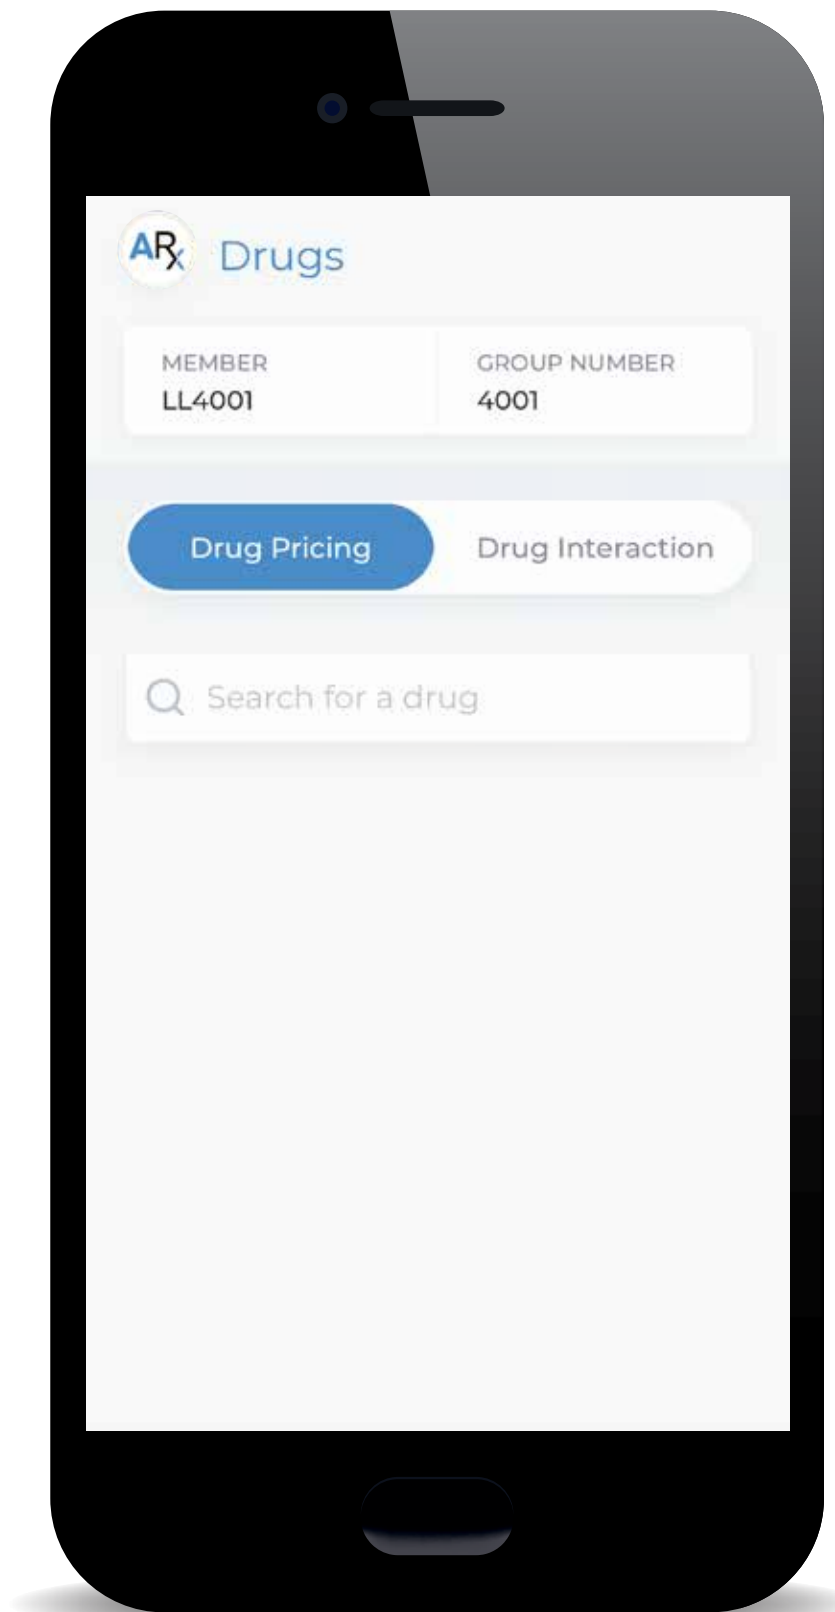 ARx Drugs
MEMBER GROUP NUMBER
LL4001 4001
Drug Pricing Drug Interaction
Search for a drug